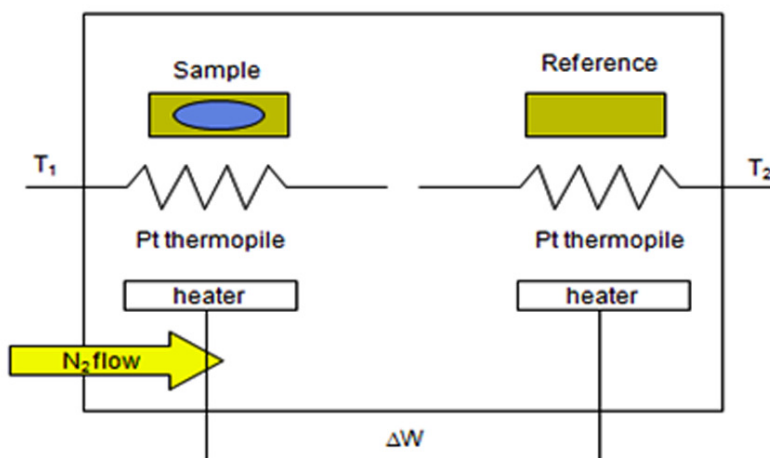 Sample
Reference
T₁
T₂
Pt thermopile
Pt thermopile
heater
heater
N₂ flow
ΔW